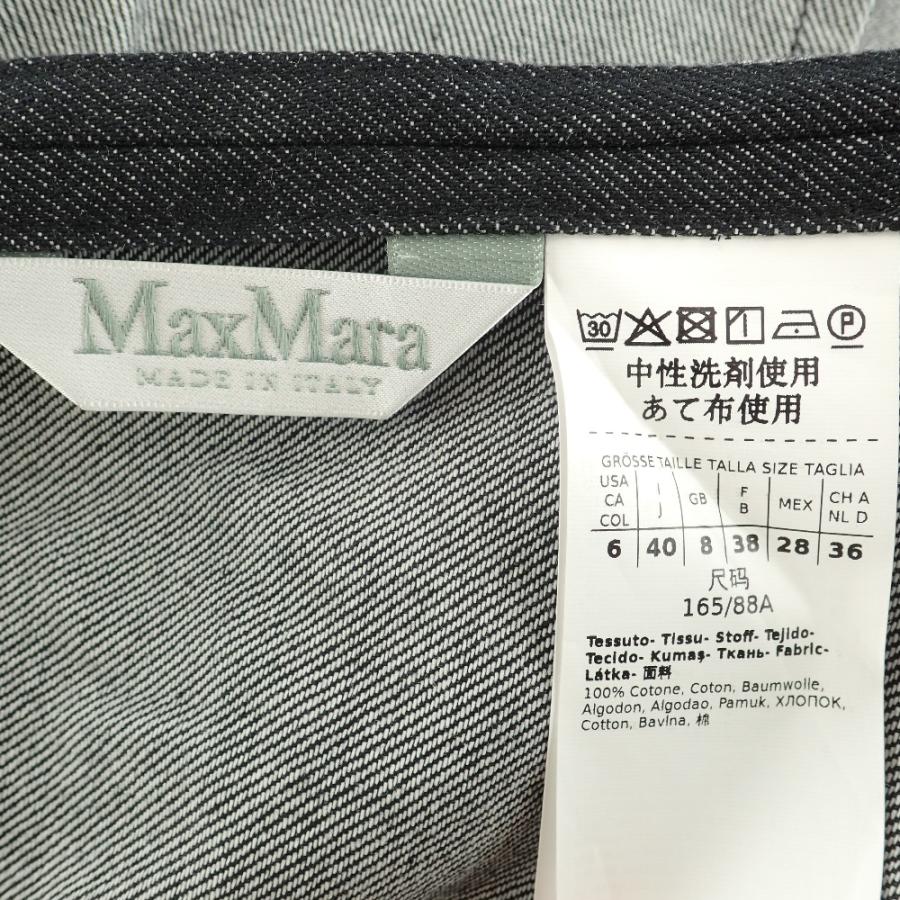 MaxMara
MADE IN ITALY
30 P
中性洗剤使用
あて布使用
GRÖSSE TAILLE TALLA SIZE TAGLIA
USA CA COL I J GB F B MEX CH A NL D
6 40 8 38 28 36
尺码
165/88A
Tessuto- Tissu- Stoff- Tejido-
Tecido- Kumaş- Ткань- Fabric-
Látka- 面料
100% Cotone, Coton, Baumwolle,
Algodon, Algodao, Pamuk, ХЛОПОК,
Cotton, Bavlna, 棉